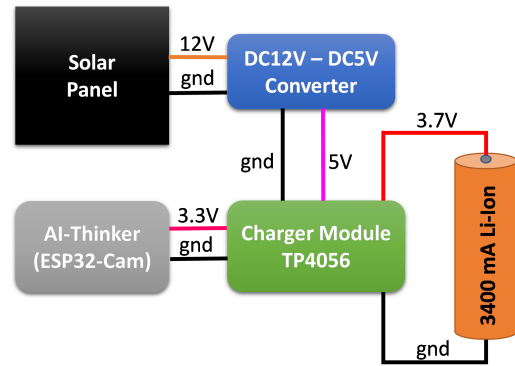 Solar
Panel
12V
gnd
DC12V – DC5V
Converter
gnd
5V
3.7V
AI-Thinker
(ESP32-Cam)
3.3V
gnd
Charger Module
TP4056
3400 mA Li-Ion
gnd